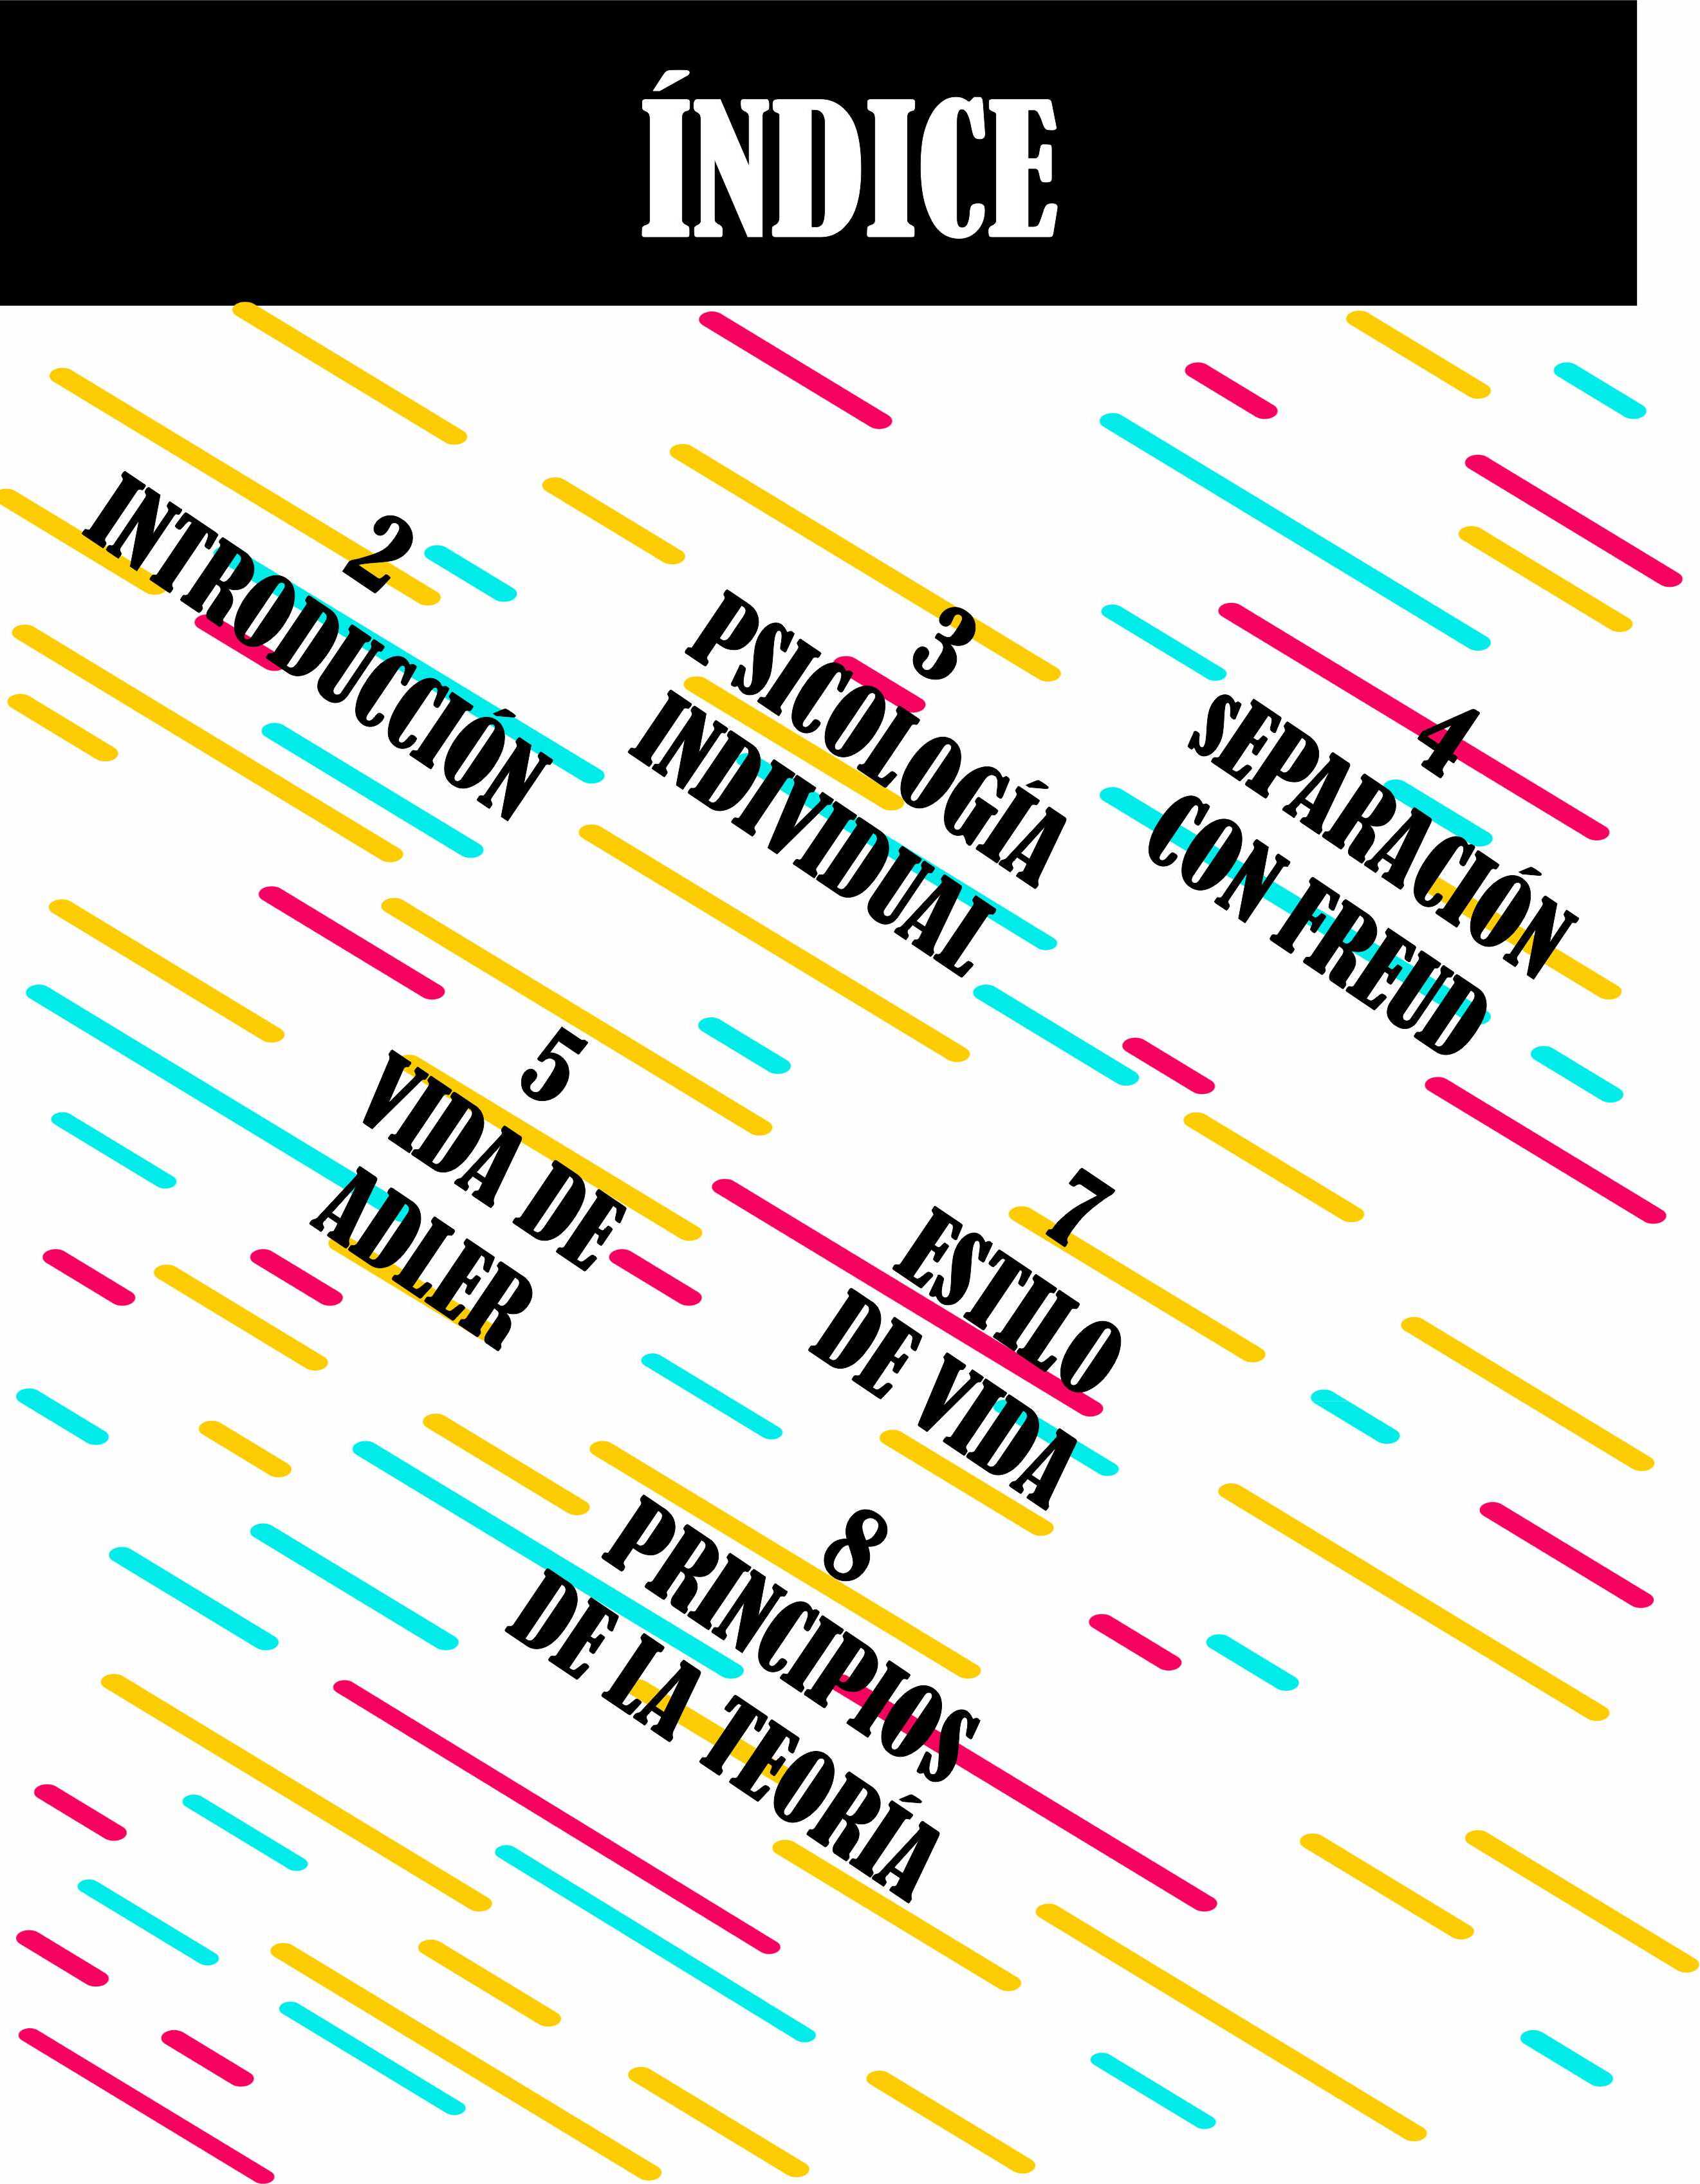 ÍNDICE
2
INTRODUCCIÓN
3
PSICOLOGÍA
INDIVIDUAL
4
SEPARACIÓN
CON FREUD
5
VIDA DE
ADLER
7
ESTILO
DE VIDA
8
PRINCIPIOS
DE LA TEORÍA